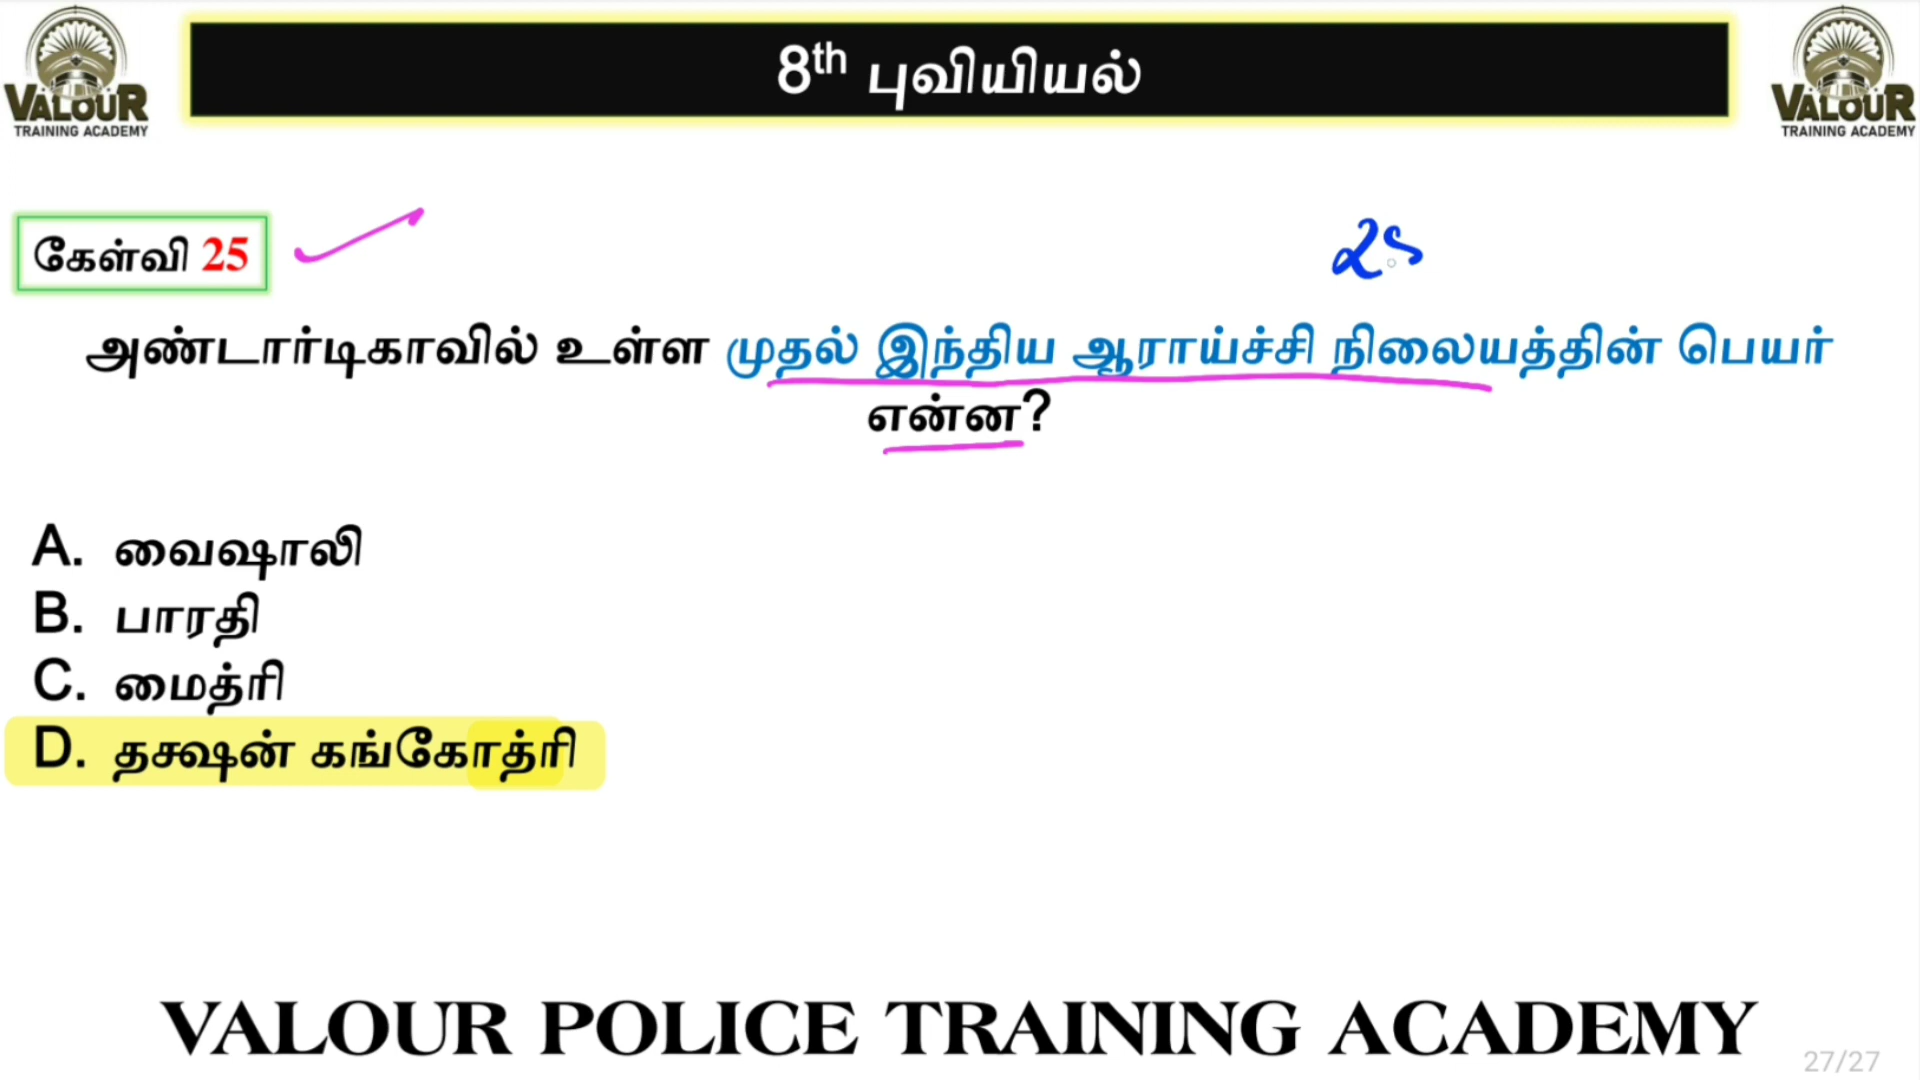 VALOUR
TRAINING ACADEMY
8th புவியியல்
VALOUR
TRAINING ACADEMY
கேள்வி 25
25
அண்டார்டிகாவில் உள்ள முதல் இந்திய ஆராய்ச்சி நிலையத்தின் பெயர்
என்ன?
A. வைஷாலி
B. பாரதி
C. மைத்ரி
D. தக்ஷன் கங்கோத்ரி
VALOUR POLICE TRAINING ACADEMY
27/27